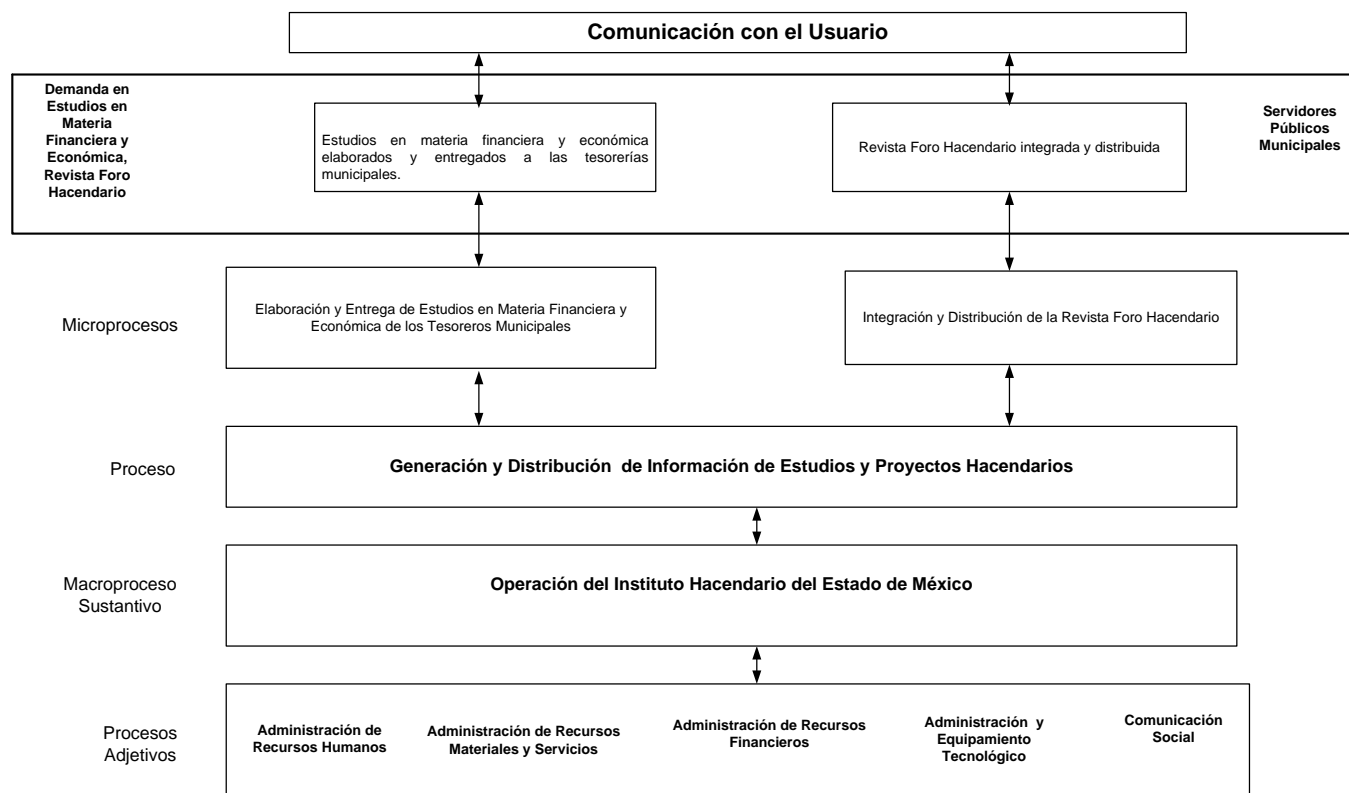 Comunicación con el Usuario
Demanda en
Estudios en
Materia
Financiera y
Económica,
Revista Foro
Hacendario
Estudios en materia financiera y económica
elaborados y entregados a las tesorerías
municipales.
Revista Foro Hacendario integrada y distribuida
Servidores
Públicos
Municipales
Microprocesos
Elaboración y Entrega de Estudios en Materia Financiera y
Económica de los Tesoreros Municipales
Integración y Distribución de la Revista Foro Hacendario
Proceso
Generación y Distribución de Información de Estudios y Proyectos Hacendarios
Macroproceso
Sustantivo
Operación del Instituto Hacendario del Estado de México
Procesos
Adjetivos
Administración de
Recursos Humanos
Administración de Recursos
Materiales y Servicios
Administración de Recursos
Financieros
Administración y
Equipamiento
Tecnológico
Comunicación
Social